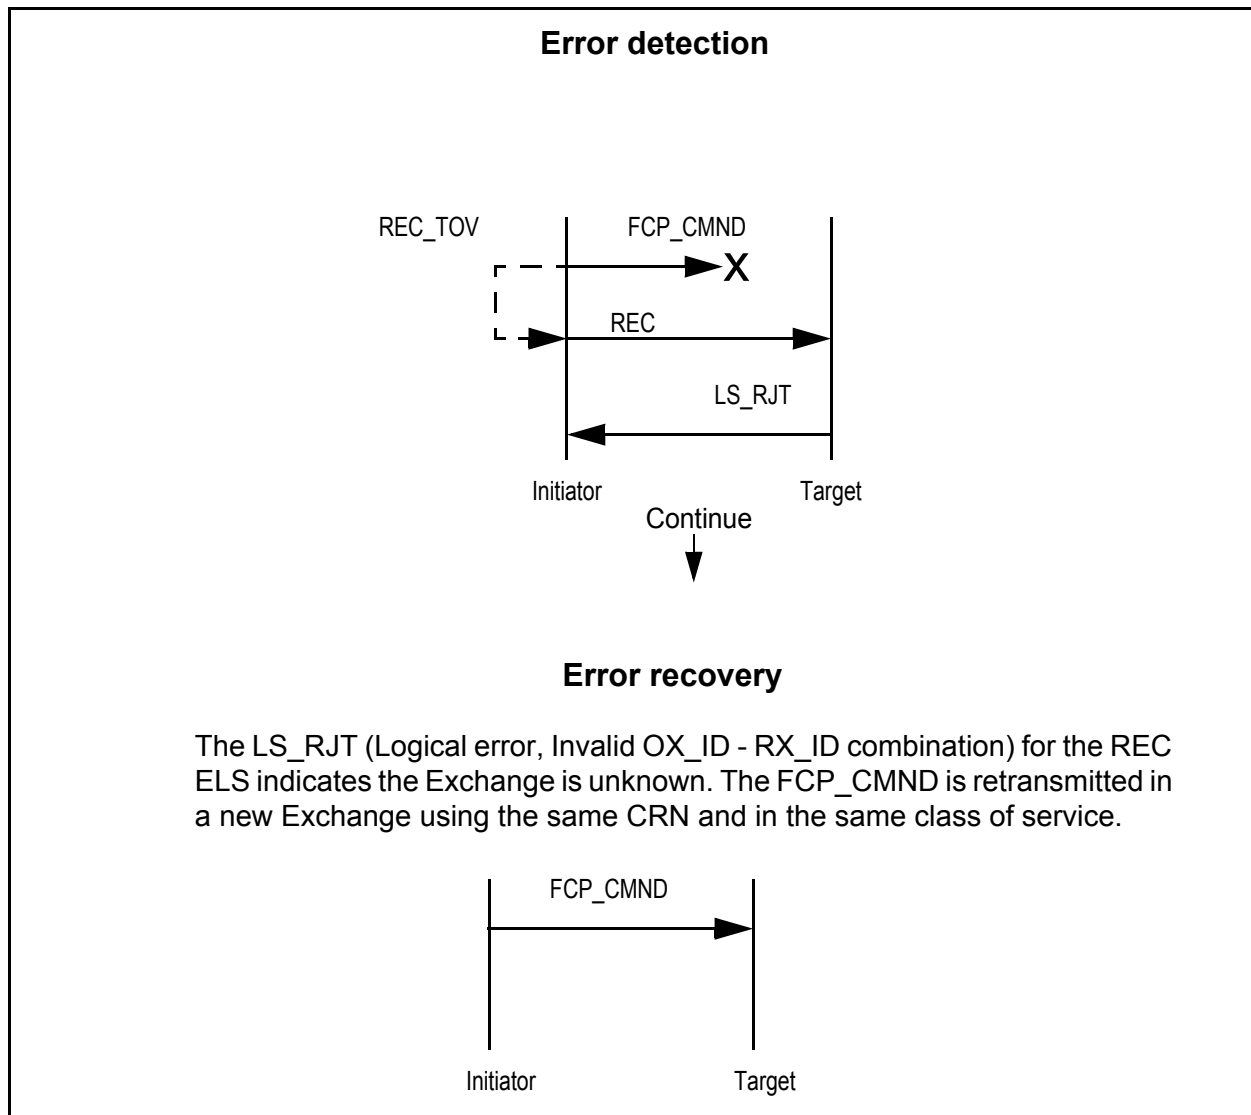 Error detection
REC_TOV
FCP_CMND
X
REC
LS_RJT
Initiator
Target
Continue
Error recovery
The LS_RJT (Logical error, Invalid OX_ID - RX_ID combination) for the REC
ELS indicates the Exchange is unknown. The FCP_CMND is retransmitted in
a new Exchange using the same CRN and in the same class of service.
FCP_CMND
Initiator
Target